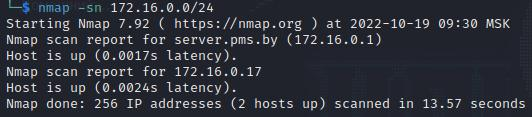 └─$ nmap -sn 172.16.0.0/24
Starting Nmap 7.92 ( https://nmap.org ) at 2022-10-19 09:30 MSK
Nmap scan report for server.pms.by (172.16.0.1)
Host is up (0.0017s latency).
Nmap scan report for 172.16.0.17
Host is up (0.0024s latency).
Nmap done: 256 IP addresses (2 hosts up) scanned in 13.57 seconds